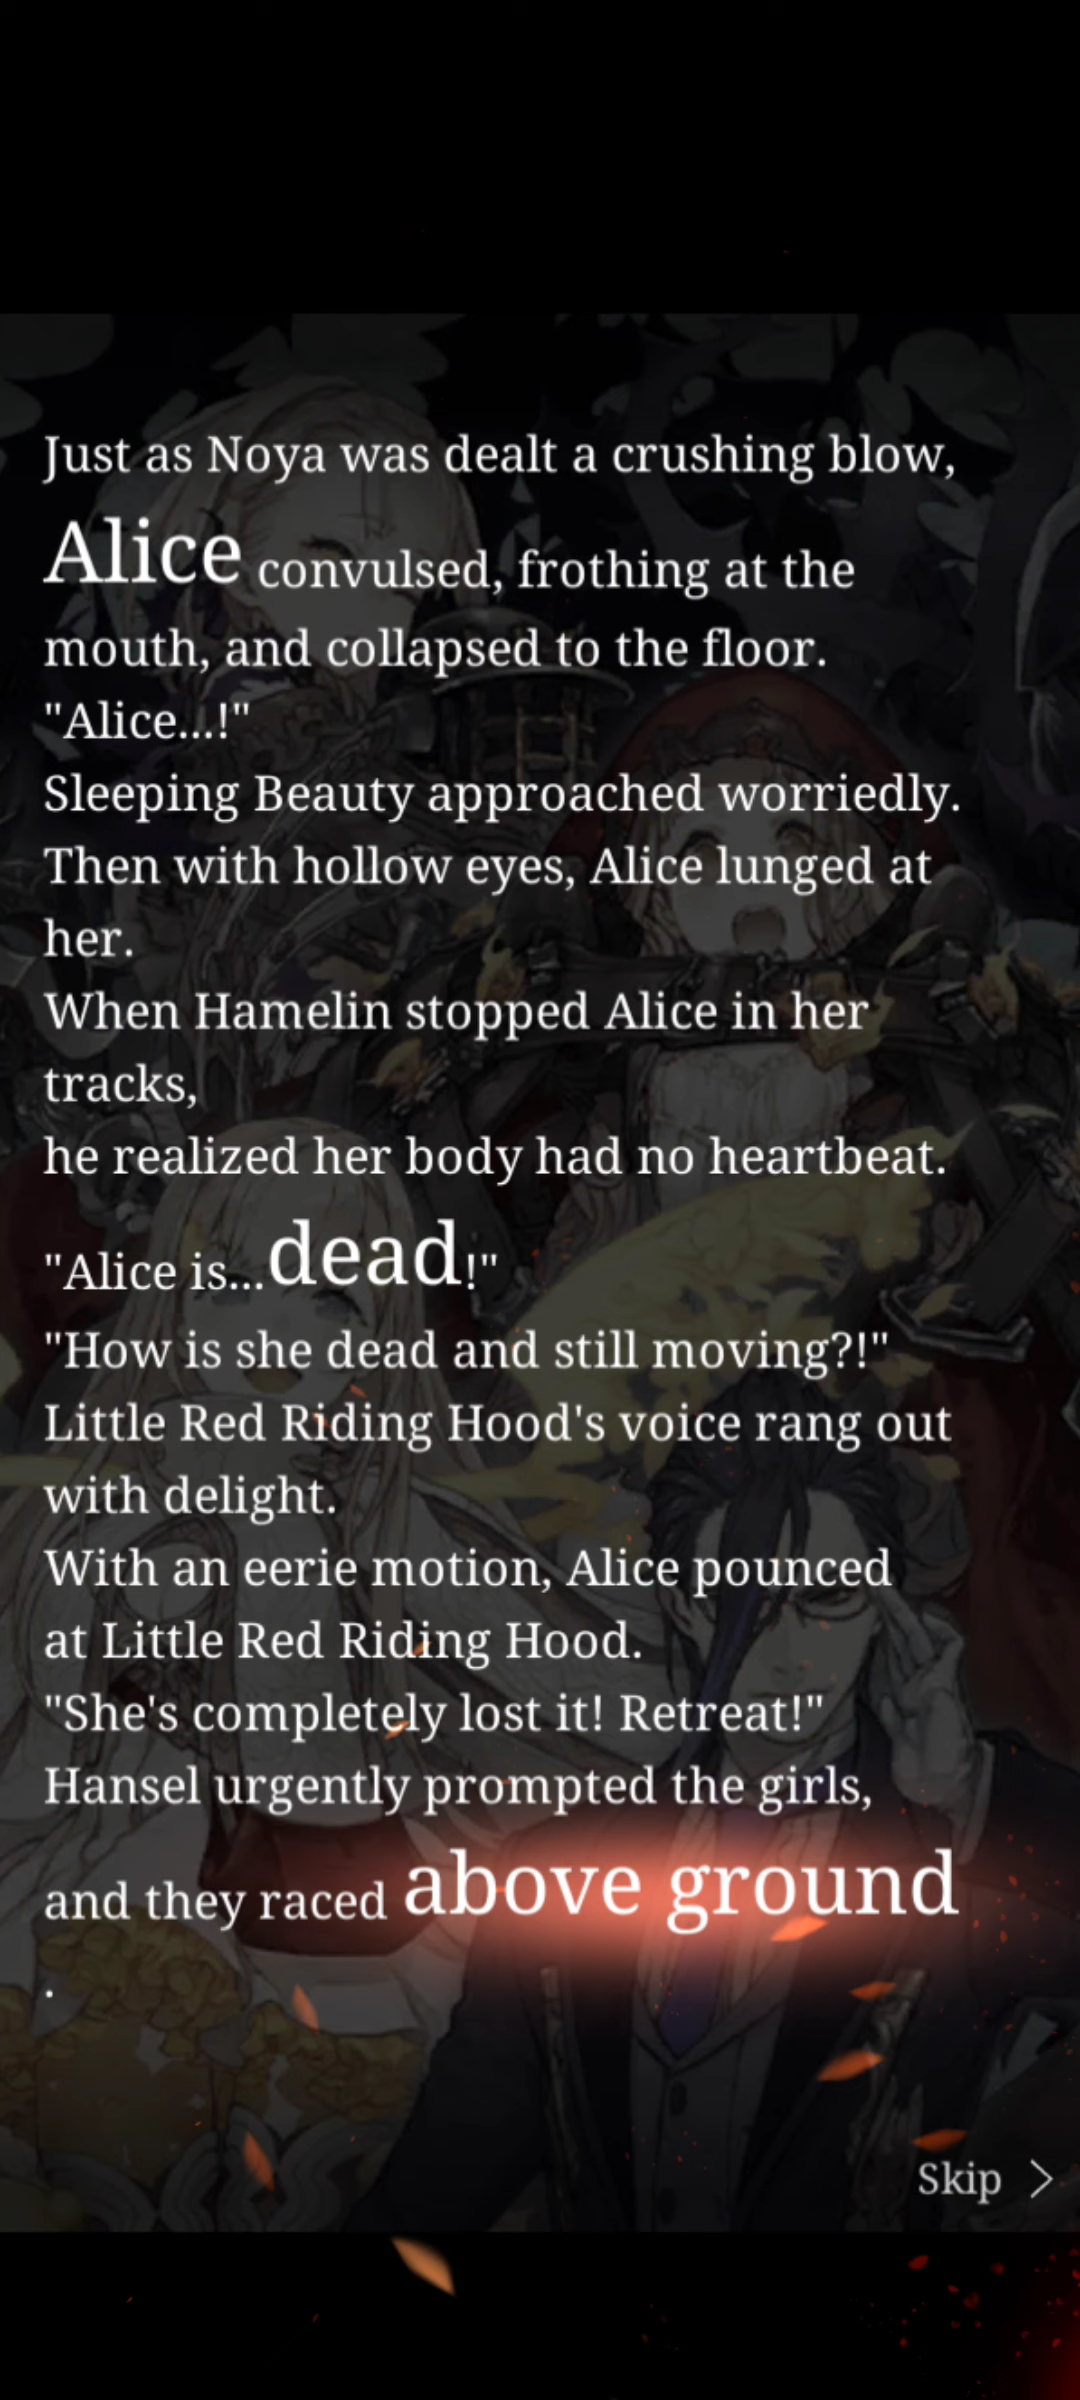 Just as Noya was dealt a crushing blow,
Alice convulsed, frothing at the
mouth, and collapsed to the floor.
"Alice...!"
Sleeping Beauty approached worriedly.
Then with hollow eyes, Alice lunged at
her.
When Hamelin stopped Alice in her
tracks,
he realized her body had no heartbeat.
"Alice is...dead!"
"How is she dead and still moving?!"
Little Red Riding Hood's voice rang out
with delight.
With an eerie motion, Alice pounced
at Little Red Riding Hood.
"She's completely lost it! Retreat!"
Hansel urgently prompted the girls,
and they raced above ground
.
Skip >